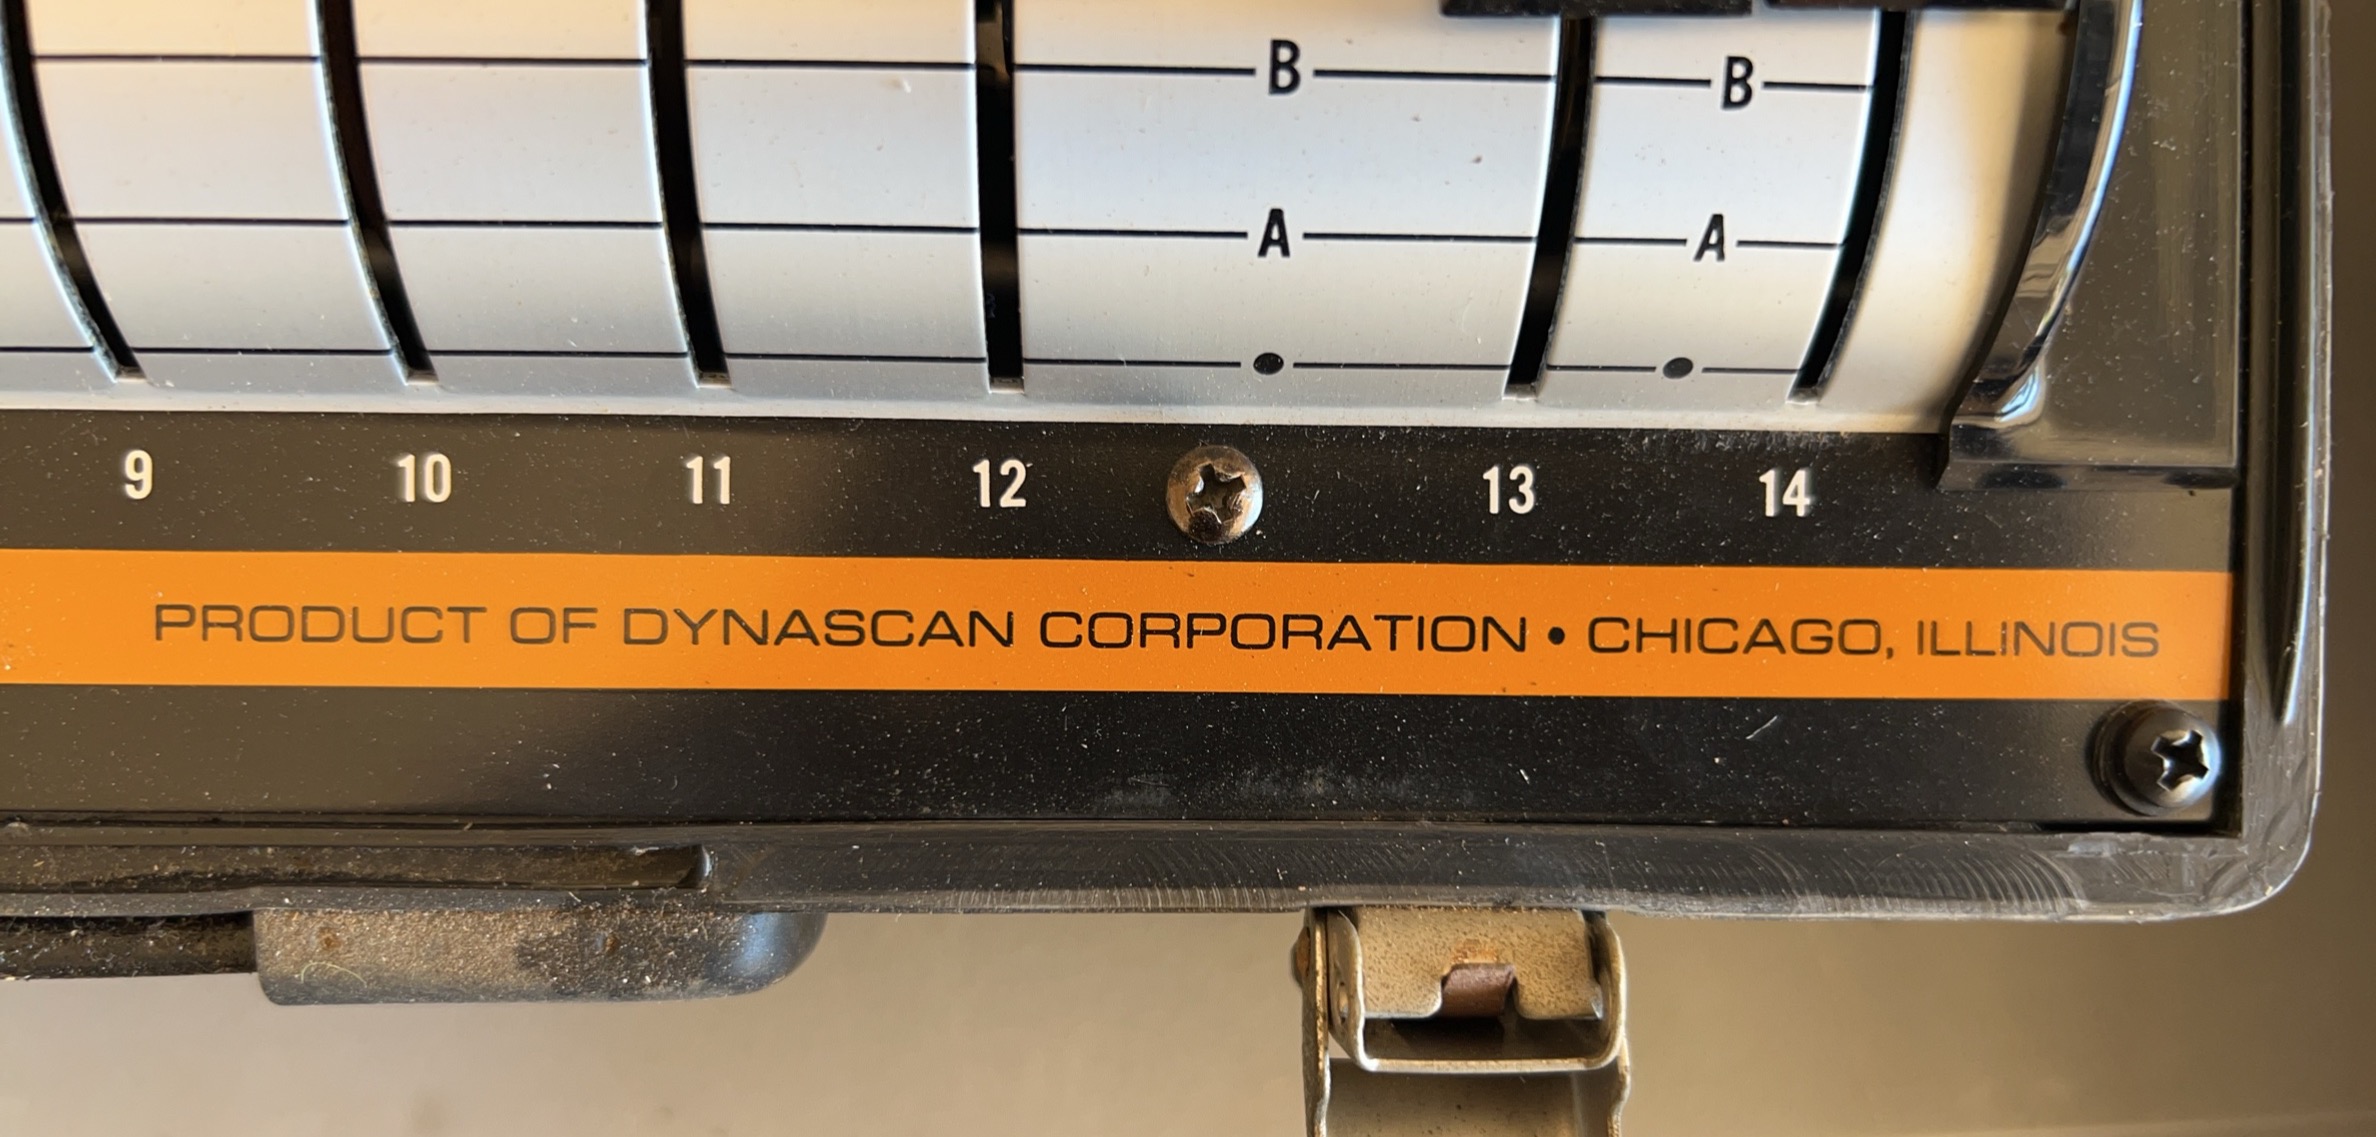 B B
A A
9 10 11 12 13 14
PRODUCT OF DYNASCAN CORPORATION • CHICAGO, ILLINOIS